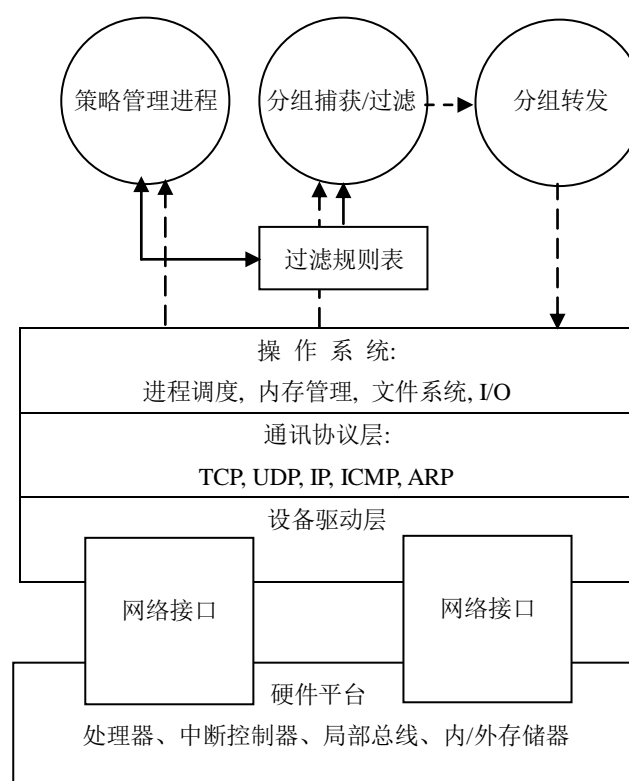 策略管理进程
分组捕获/过滤
分组转发
过滤规则表
操 作 系 统:
进程调度, 内存管理, 文件系统, I/O
通讯协议层:
TCP, UDP, IP, ICMP, ARP
设备驱动层
网络接口
网络接口
硬件平台
处理器、中断控制器、局部总线、内/外存储器